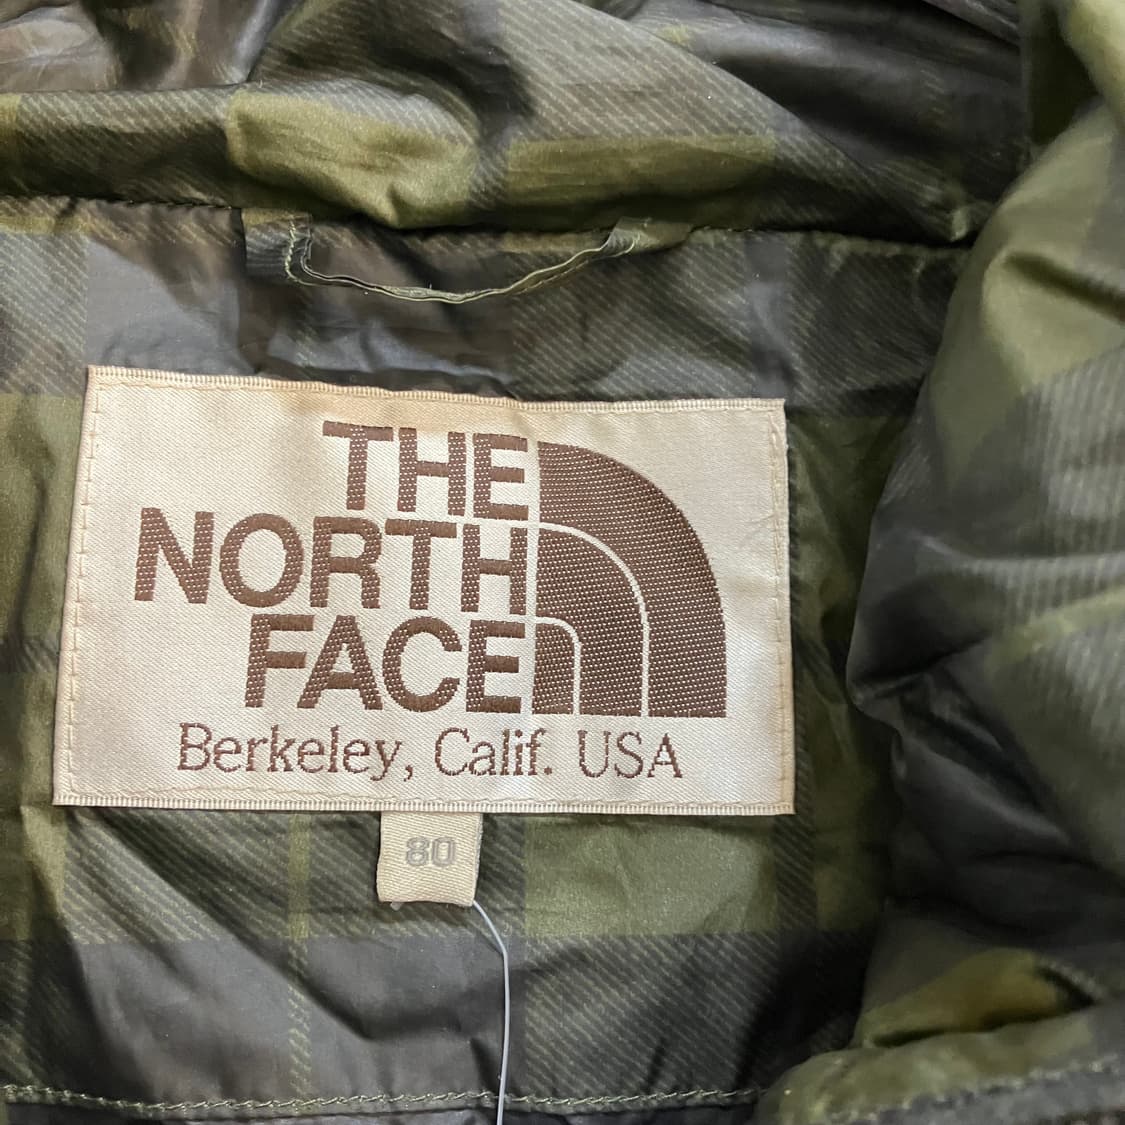 THE
NORTH
FACE
Berkeley, Calif. USA
80